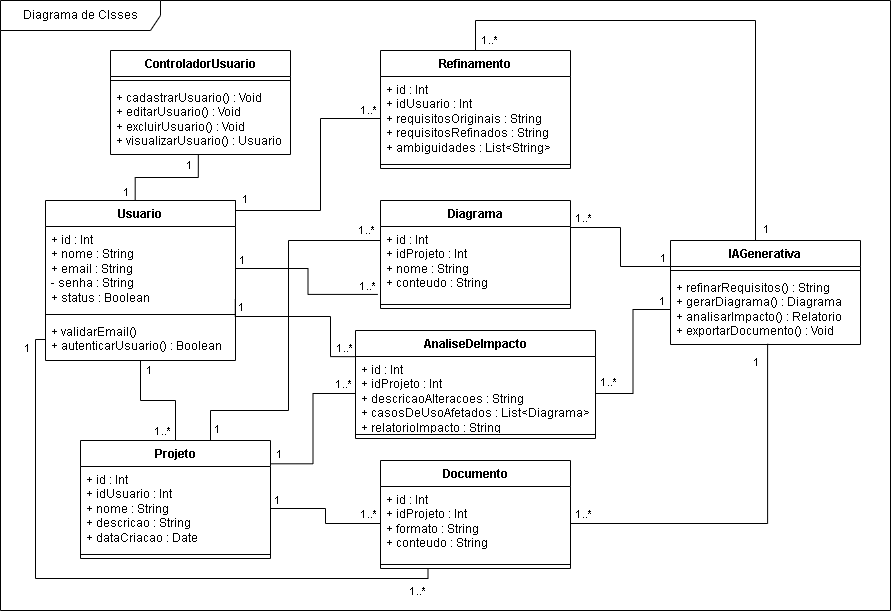 Diagrama de Clsses
ControladorUsuario
+ cadastrarUsuario() : Void
+ editarUsuario() : Void
+ excluirUsuario() : Void
+ visualizarUsuario() : Usuario
1
1
Refinamento
+ id : Int
+ idUsuario : Int
+ requisitosOriginais : String
+ requisitosRefinados : String
+ ambiguidades : List<String>
1..*
1..*
Usuario
+ id : Int
+ nome : String
+ email : String
- senha : String
+ status : Boolean
+ validarEmail()
+ autenticarUsuario() : Boolean
1
1
1
1
1
Diagrama
+ id : Int
+ idProjeto : Int
+ nome : String
+ conteudo : String
1..*
1..*
1..*
IAGenerativa
+ refinarRequisitos() : String
+ gerarDiagrama() : Diagrama
+ analisarImpacto() : Relatorio
+ exportarDocumento() : Void
1
1
1
1
AnaliseDeImpacto
+ id : Int
+ idProjeto : Int
+ descricaoAlteracoes : String
+ casosDeUsoAfetados : List<Diagrama>
+ relatorioImpacto : String
1..*
1..*
1..*
Projeto
+ id : Int
+ idUsuario : Int
+ nome : String
+ descricao : String
+ dataCriacao : Date
1..*
1
1
1
Documento
+ id : Int
+ idProjeto : Int
+ formato : String
+ conteudo : String
1..*
1..*
1..*